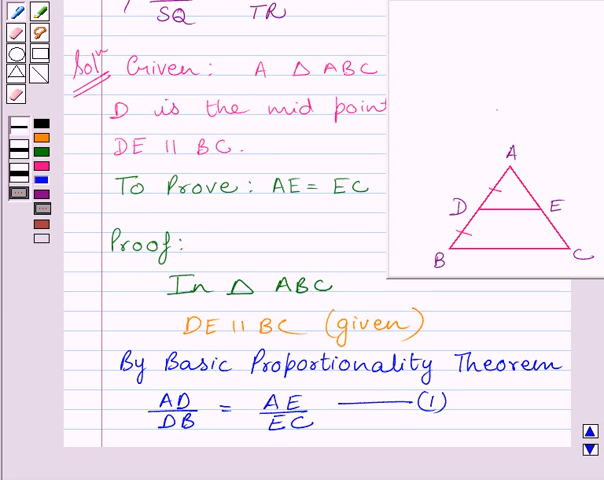 SQ TR
Solⁿ Given: A △ ABC
D is the mid point
DE || BC.
To Prove: AE = EC
Proof:
In △ ABC
DE || BC (given)
By Basic Proportionality Theorem
AD/DB = AE/EC ——— (1)
A
D E
B C